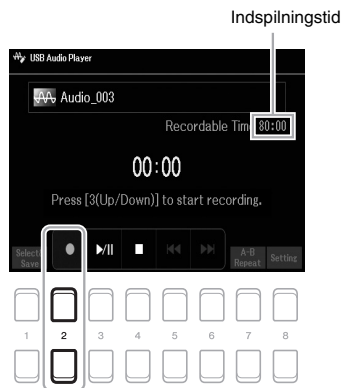 Indspilningstid
USB Audio Player
Audio_003
Recordable Time 80:00
00:00
Press [3(Up/Down)] to start recording.
Select/
Save
A-B
Repeat
Setting
1 2 3 4 5 6 7 8